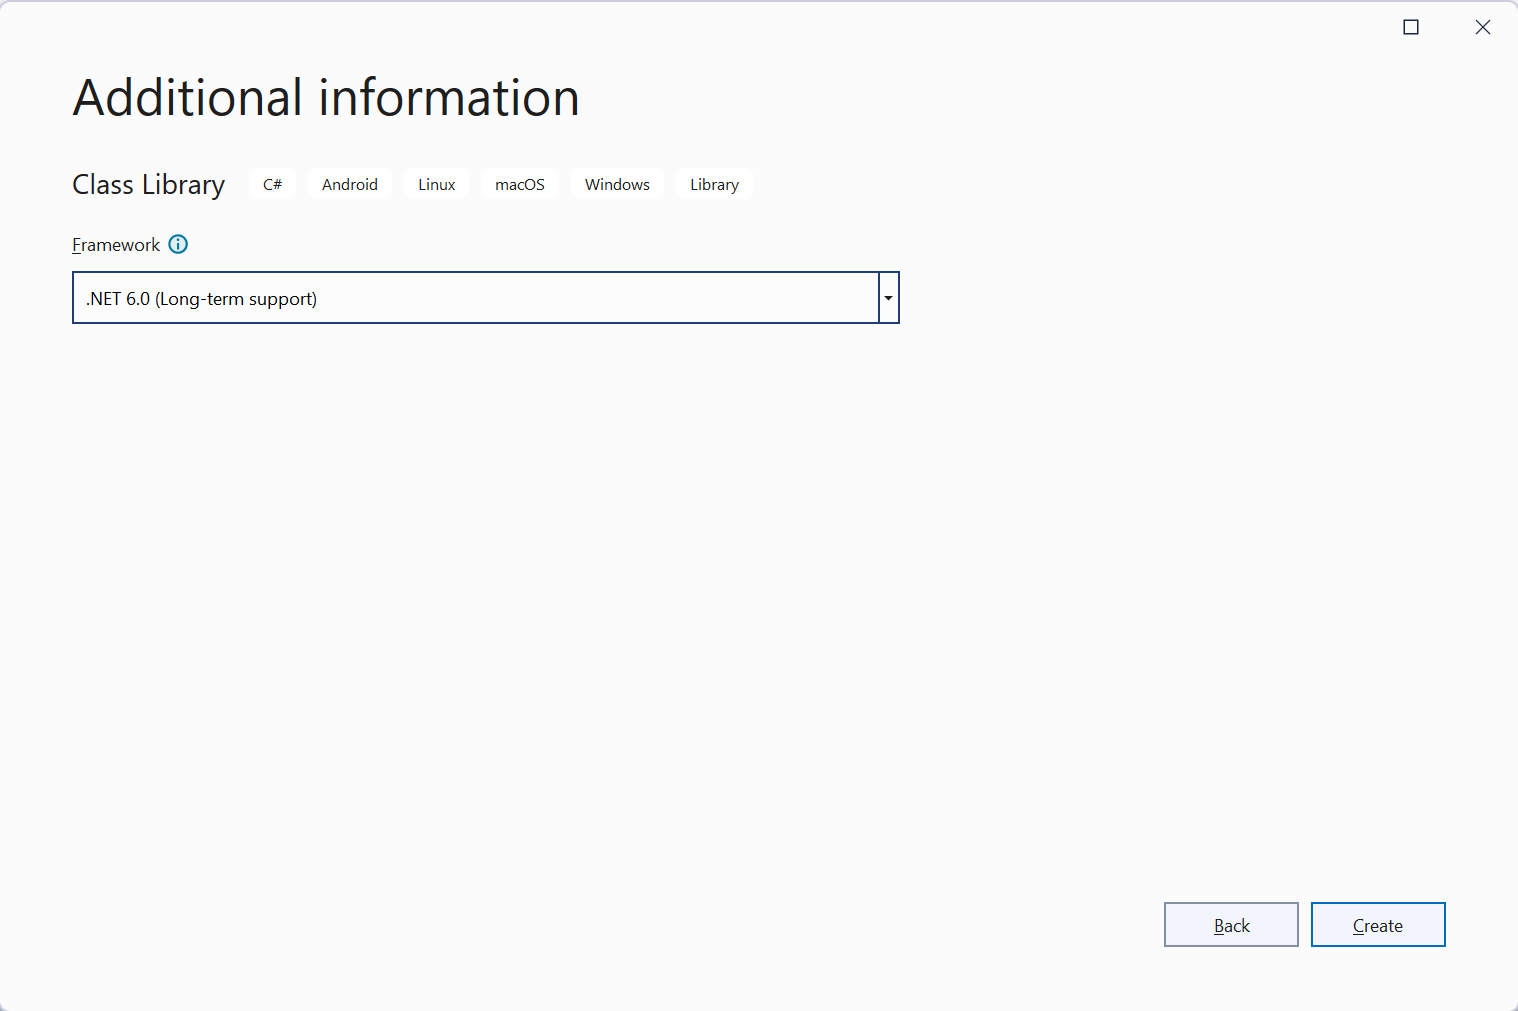 Additional information
Class Library C# Android Linux macOS Windows Library
Framework
.NET 6.0 (Long-term support)
Back Create